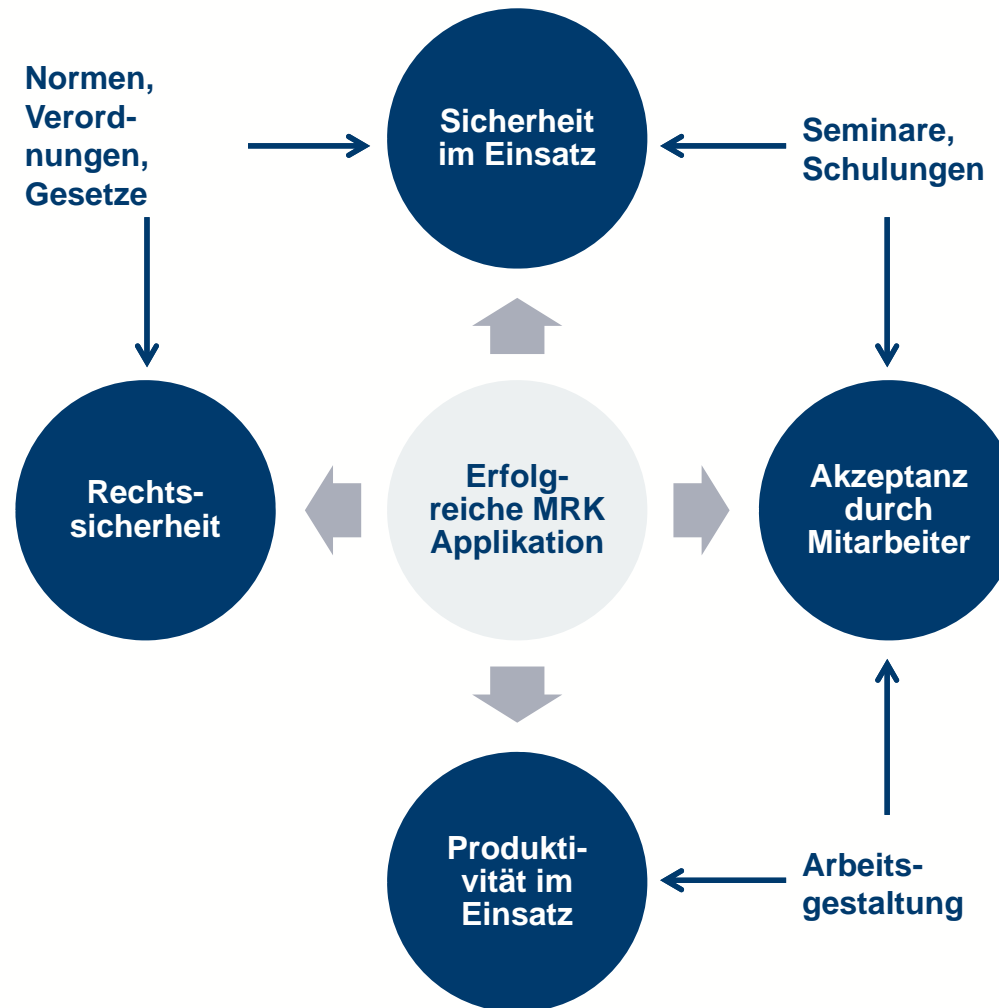 Normen,
Verord-
nungen,
Gesetze
Sicherheit
im Einsatz
Seminare,
Schulungen
Rechts-
sicherheit
Erfolg-
reiche MRK
Applikation
Akzeptanz
durch
Mitarbeiter
Produkti-
vität im
Einsatz
Arbeits-
gestaltung